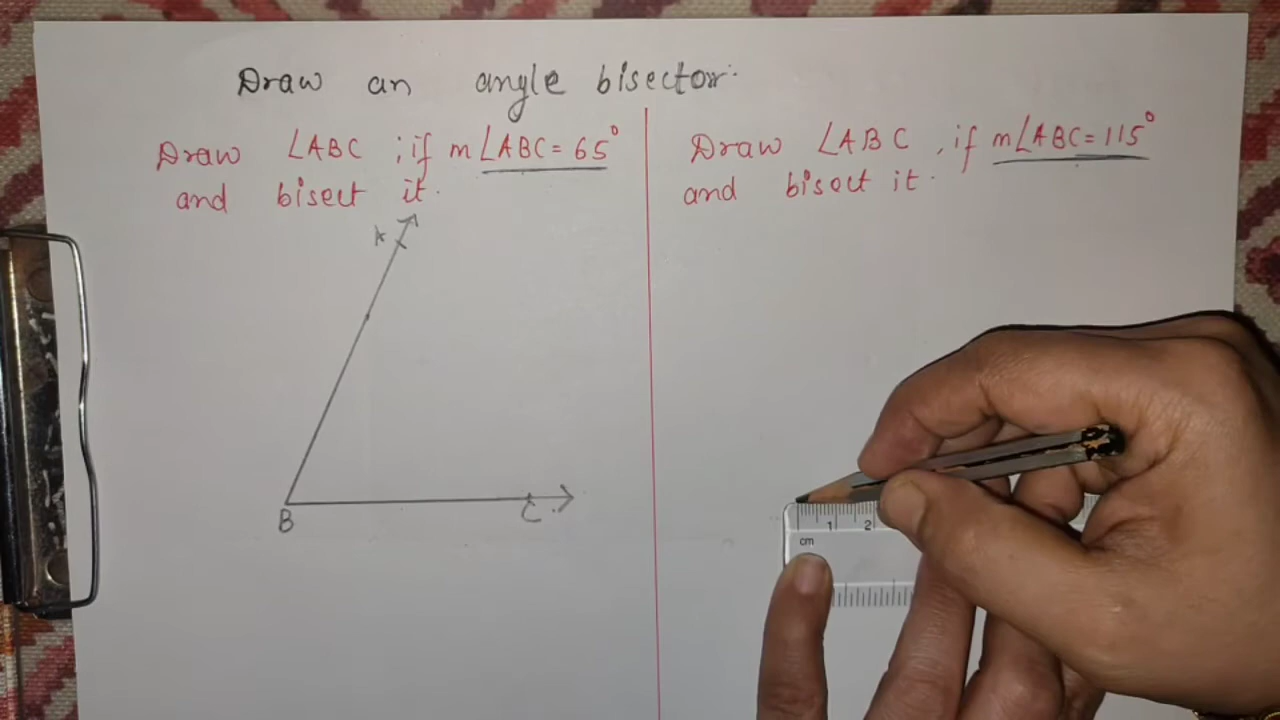 Draw an angle bisector.
Draw ∠ABC ; if m∠ABC = 65°
and bisect it.
Draw ∠ABC , if m∠ABC = 115°
and bisect it.
A
B
C
1 2
cm